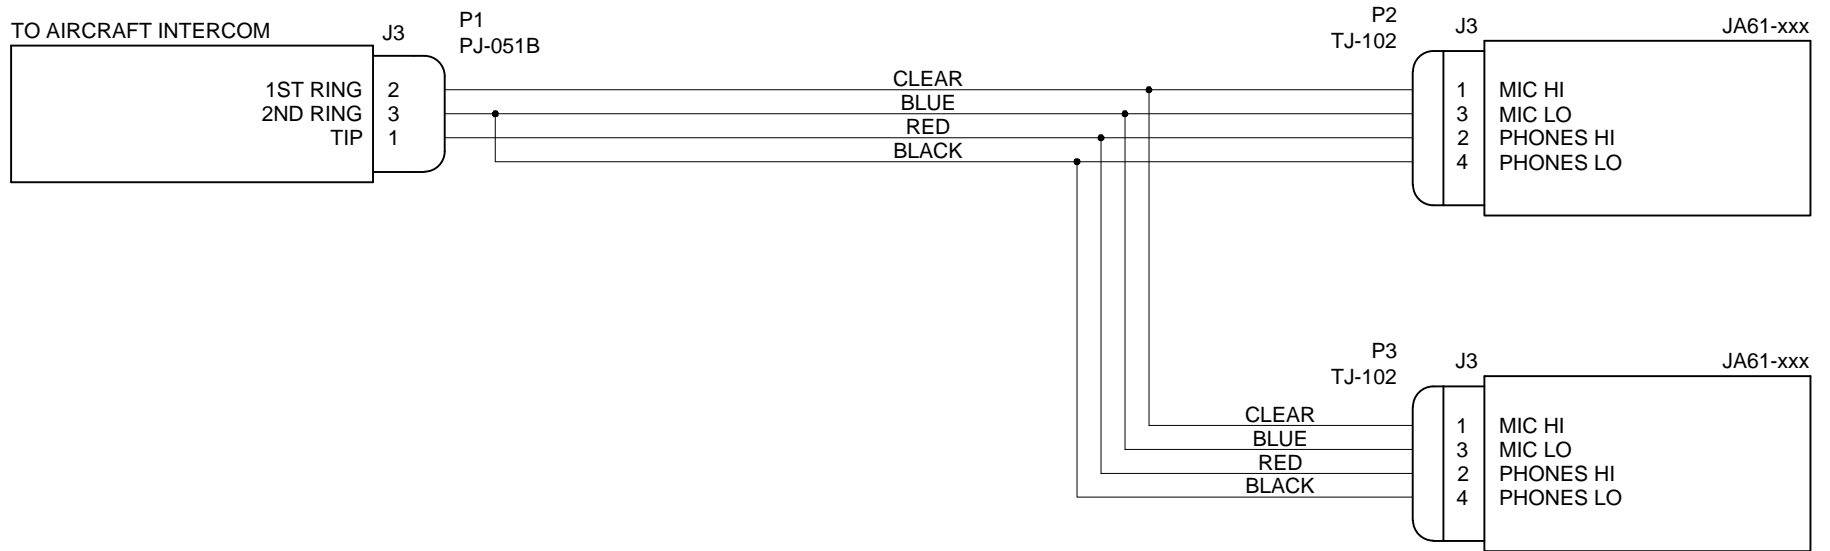 TO AIRCRAFT INTERCOM
J3
P1
PJ-051B
1ST RING 2
2ND RING 3
TIP 1
CLEAR
BLUE
RED
BLACK
P2
TJ-102
J3
JA61-xxx
1 MIC HI
3 MIC LO
2 PHONES HI
4 PHONES LO
P3
TJ-102
J3
JA61-xxx
CLEAR
BLUE
RED
BLACK
1 MIC HI
3 MIC LO
2 PHONES HI
4 PHONES LO